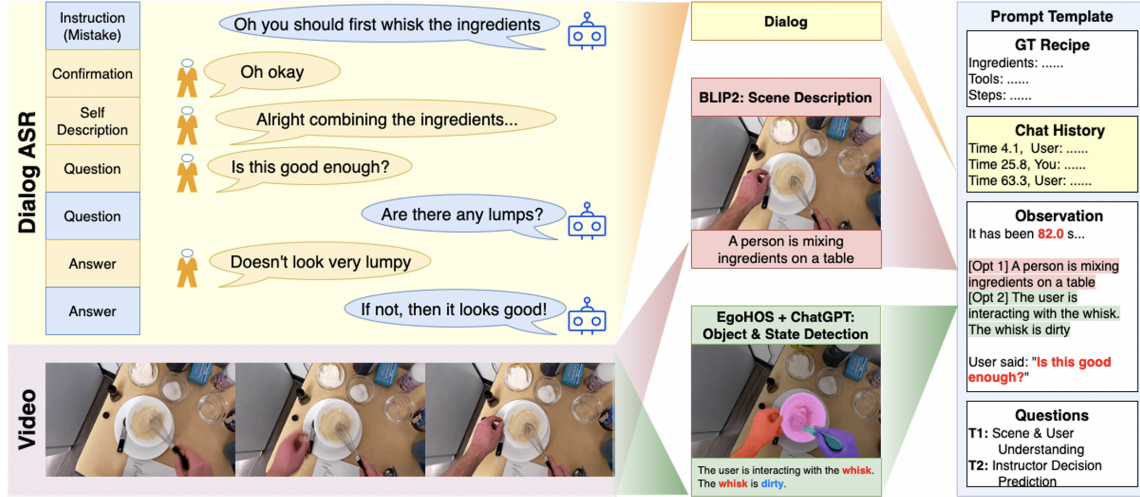 Dialog ASR
Instruction
(Mistake)
Oh you should first whisk the ingredients
Confirmation
Oh okay
Self
Description
Alright combining the ingredients...
Question
Is this good enough?
Question
Are there any lumps?
Answer
Doesn't look very lumpy
Answer
If not, then it looks good!
Video
Dialog
BLIP2: Scene Description
A person is mixing
ingredients on a table
EgoHOS + ChatGPT:
Object & State Detection
The user is interacting with the whisk.
The whisk is dirty.
Prompt Template
GT Recipe
Ingredients: ......
Tools: ......
Steps: ......
Chat History
Time 4.1, User: ......
Time 25.8, You: ......
Time 63.3, User: ......
Observation
It has been 82.0 s...
[Opt 1] A person is mixing
ingredients on a table
[Opt 2] The user is
interacting with the whisk.
The whisk is dirty
User said: "Is this good
enough?"
Questions
T1: Scene & User
Understanding
T2: Instructor Decision
Prediction